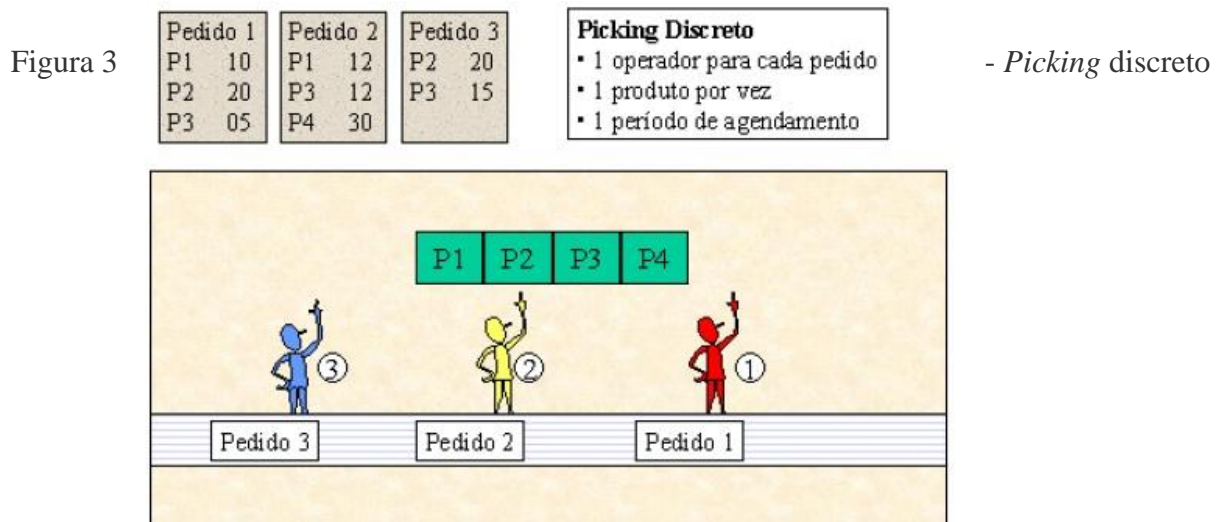 Figura 3 - Picking discreto
Pedido 1
P1 10
P2 20
P3 05
Pedido 2
P1 12
P3 12
P4 30
Pedido 3
P2 20
P3 15
Picking Discreto
▪ 1 operador para cada pedido
▪ 1 produto por vez
▪ 1 período de agendamento
P1 P2 P3 P4
3 2 1
Pedido 3 Pedido 2 Pedido 1